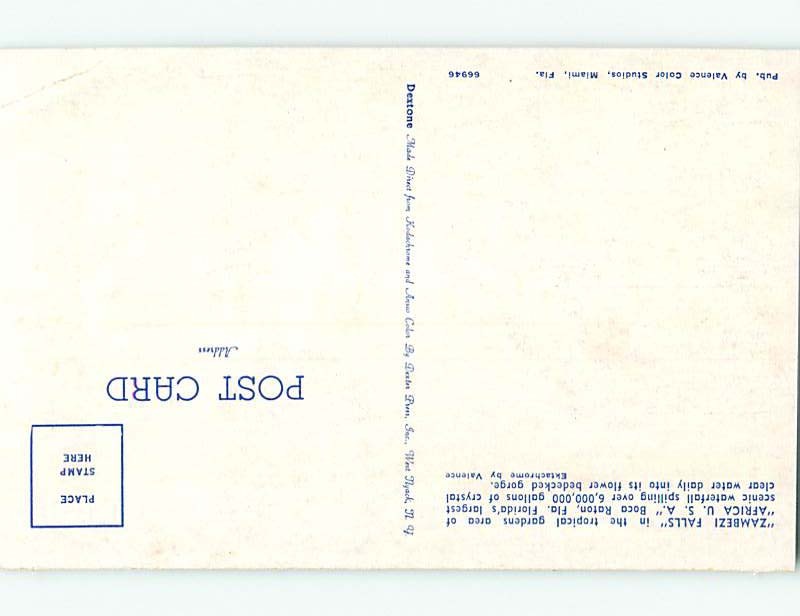 "ZAMBEZI FALLS" in the tropical gardens area of
"AFRICA U. S. A." Boca Raton, Fla. Florida's largest
scenic waterfall spilling over 6,000,000 gallons of crystal
clear water daily into its flower bedecked gorge.
Ektachrome by Valence
Pub. by Valence Color Studios, Miami, Fla. 66946
Dextone Made Direct from Kodachrome and Ansco Color By Dexter Press, Inc., West Nyack, N. Y.
PLACE
STAMP
HERE
POST CARD
Address